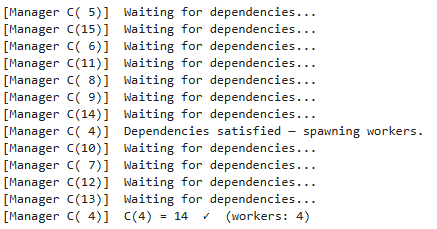 [Manager C( 5)]  Waiting for dependencies...
[Manager C(15)]  Waiting for dependencies...
[Manager C( 6)]  Waiting for dependencies...
[Manager C(11)]  Waiting for dependencies...
[Manager C( 8)]  Waiting for dependencies...
[Manager C( 9)]  Waiting for dependencies...
[Manager C(14)]  Waiting for dependencies...
[Manager C( 4)]  Dependencies satisfied — spawning workers.
[Manager C(10)]  Waiting for dependencies...
[Manager C( 7)]  Waiting for dependencies...
[Manager C(12)]  Waiting for dependencies...
[Manager C(13)]  Waiting for dependencies...
[Manager C( 4)]  C(4) = 14  ✓  (workers: 4)